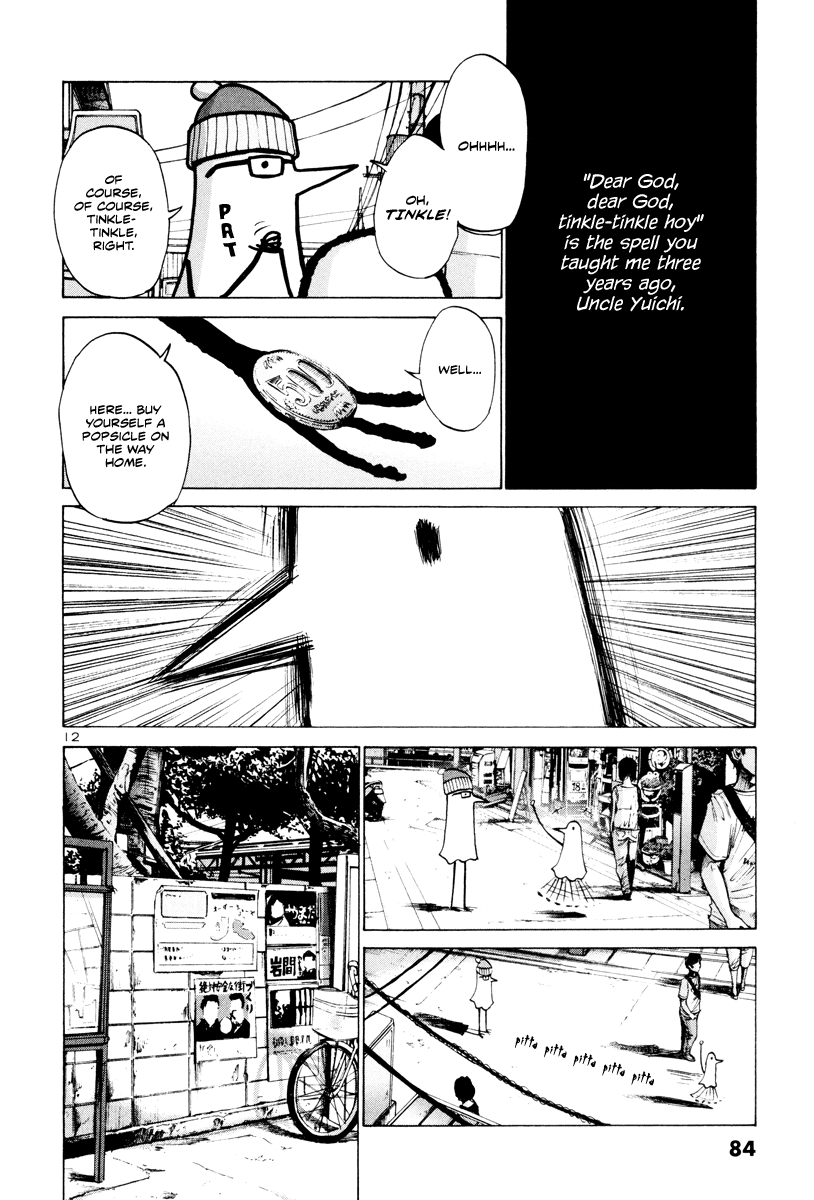 "Dear God,
dear God,
tinkle-tinkle hoy"
is the spell you
taught me three
years ago,
Uncle Yuichi.
OHHHH...
OH,
TINKLE!
OF
COURSE,
OF COURSE,
TINKLE-
TINKLE,
RIGHT.
PAT
WELL...
50
HERE... BUY
YOURSELF A
POPSICLE ON
THE WAY
HOME.
12
18
岩間
pitta pitta pitta pitta pitta
84